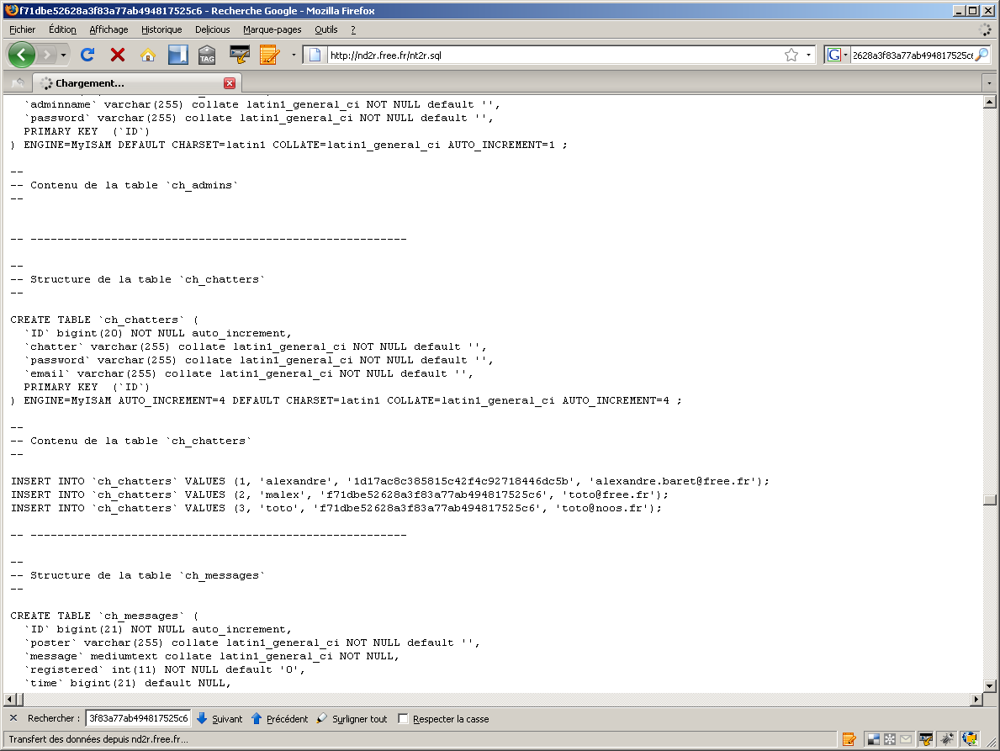 f71dbe52628a3f83a77ab494817525c6 - Recherche Google - Mozilla Firefox
Fichier Édition Affichage Historique Delicious Marque-pages Outils ?
TAG http://nd2r.free.fr/nt2r.sql G 2628a3f83a77ab494817525c6
Chargement...
`adminname` varchar(255) collate latin1_general_ci NOT NULL default '',
`password` varchar(255) collate latin1_general_ci NOT NULL default '',
PRIMARY KEY  (`ID`)
) ENGINE=MyISAM DEFAULT CHARSET=latin1 COLLATE=latin1_general_ci AUTO_INCREMENT=1 ;
--
-- Contenu de la table `ch_admins`
--
-- --------------------------------------------------------
--
-- Structure de la table `ch_chatters`
--
CREATE TABLE `ch_chatters` (
`ID` bigint(20) NOT NULL auto_increment,
`chatter` varchar(255) collate latin1_general_ci NOT NULL default '',
`password` varchar(255) collate latin1_general_ci NOT NULL default '',
`email` varchar(255) collate latin1_general_ci NOT NULL default '',
PRIMARY KEY  (`ID`)
) ENGINE=MyISAM AUTO_INCREMENT=4 DEFAULT CHARSET=latin1 COLLATE=latin1_general_ci AUTO_INCREMENT=4 ;
--
-- Contenu de la table `ch_chatters`
--
INSERT INTO `ch_chatters` VALUES (1, 'alexandre', '1d17ac8c385815c42f4c92718446dc5b', 'alexandre.baret@free.fr');
INSERT INTO `ch_chatters` VALUES (2, 'malex', 'f71dbe52628a3f83a77ab494817525c6', 'toto@free.fr');
INSERT INTO `ch_chatters` VALUES (3, 'toto', 'f71dbe52628a3f83a77ab494817525c6', 'toto@noos.fr');
-- --------------------------------------------------------
--
-- Structure de la table `ch_messages`
--
CREATE TABLE `ch_messages` (
`ID` bigint(21) NOT NULL auto_increment,
`poster` varchar(255) collate latin1_general_ci NOT NULL default '',
`message` mediumtext collate latin1_general_ci NOT NULL,
`registered` int(11) NOT NULL default '0',
`time` bigint(21) default NULL,
Rechercher : 3f83a77ab494817525c6 Suivant Précédent Surligner tout Respecter la casse
Transfert des données depuis nd2r.free.fr...